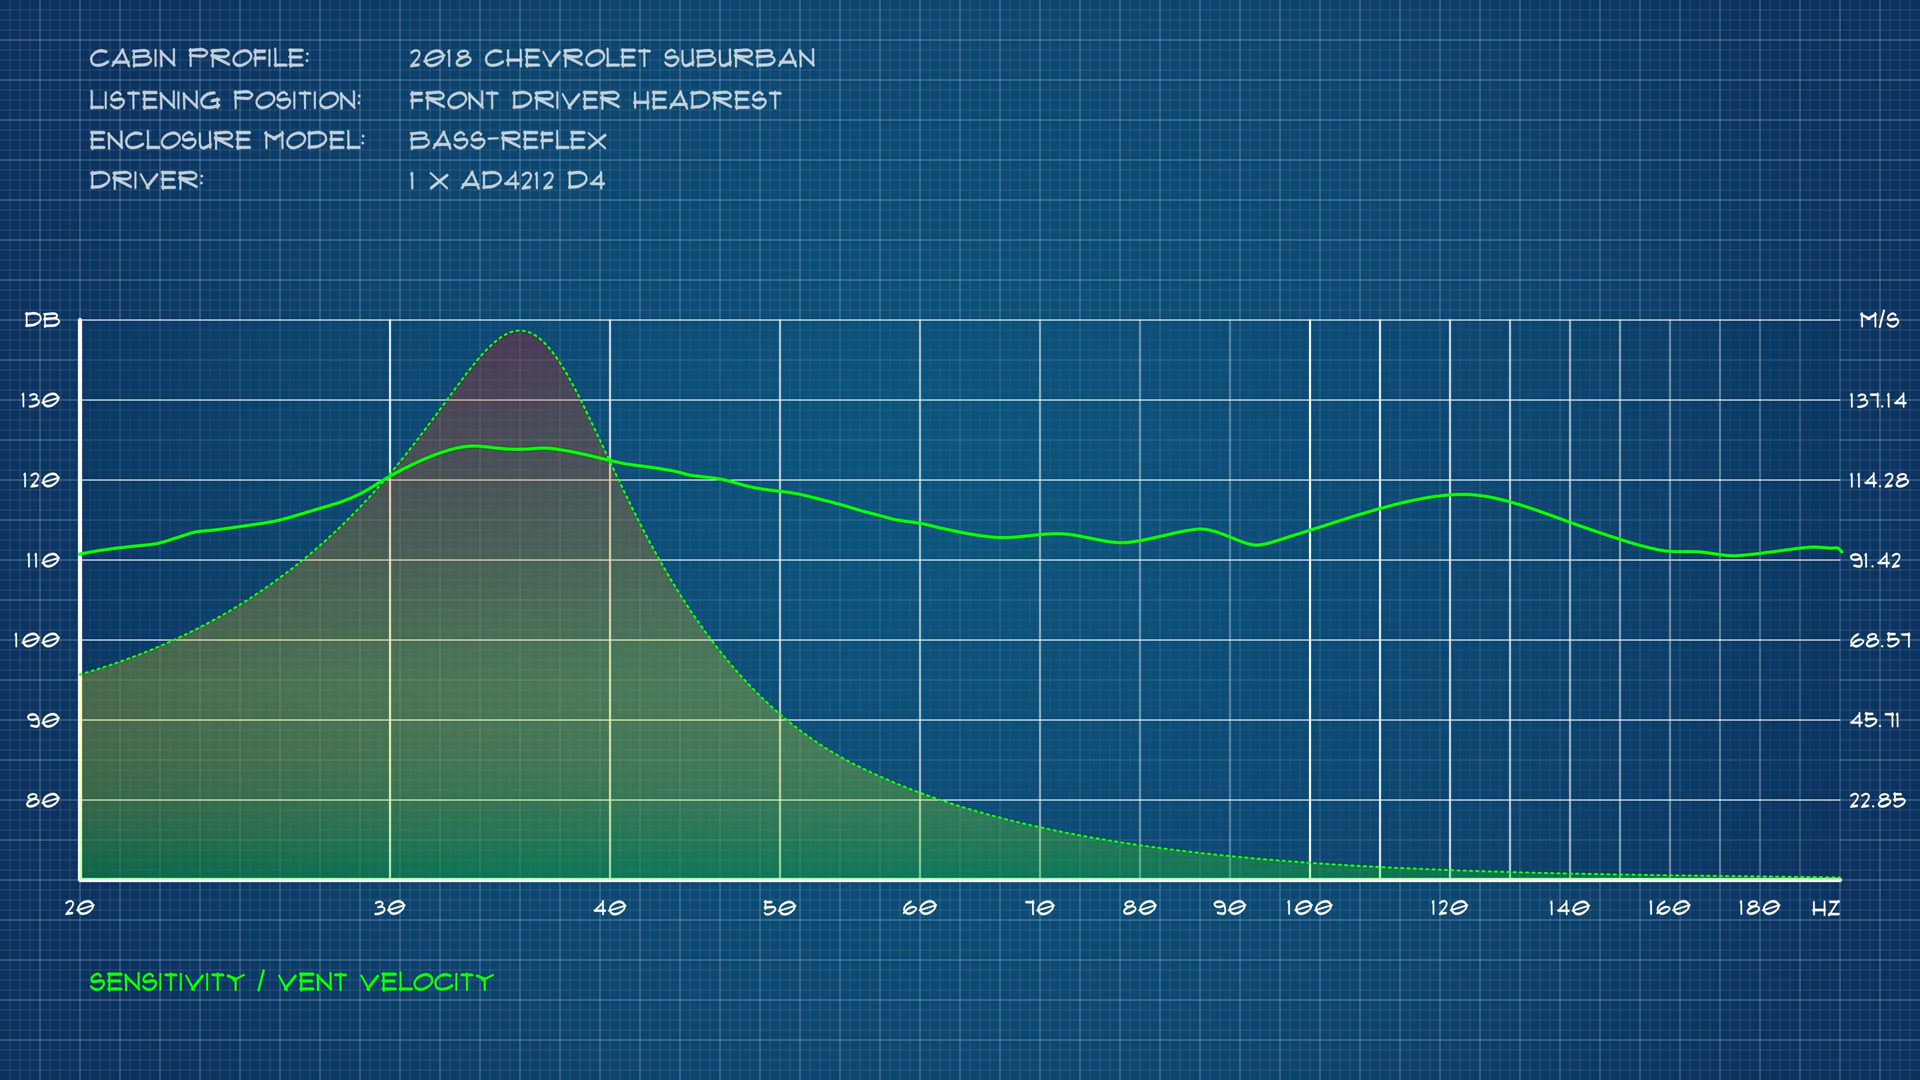 CABIN PROFILE: 2018 CHEVROLET SUBURBAN
LISTENING POSITION: FRONT DRIVER HEADREST
ENCLOSURE MODEL: BASS-REFLEX
DRIVER: 1 X AD4212 D4
DB M/S
130 137.14
120 114.28
110 91.42
100 68.57
90 45.71
80 22.85
20 30 40 50 60 70 80 90 100 120 140 160 180 HZ
SENSITIVITY / VENT VELOCITY